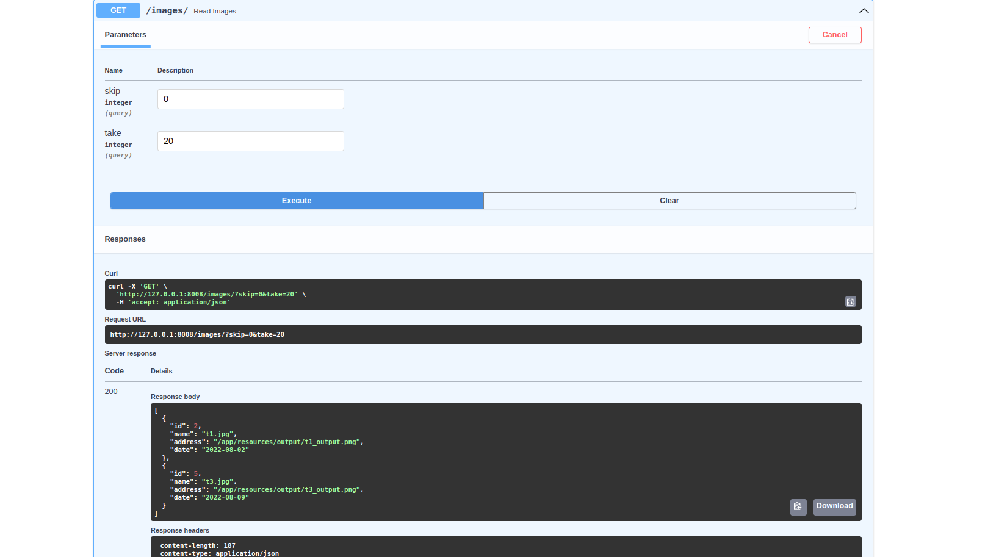 GET /images/ Read Images
Parameters
Cancel
Name Description
skip
integer
(query)
0
take
integer
(query)
20
Execute Clear
Responses
Curl
curl -X 'GET' \
  'http://127.0.0.1:8008/images/?skip=0&take=20' \
  -H 'accept: application/json'
Request URL
http://127.0.0.1:8008/images/?skip=0&take=20
Server response
Code Details
200
Response body
[
  {
    "id": 2,
    "name": "t1.jpg",
    "address": "/app/resources/output/t1_output.png",
    "date": "2022-08-02"
  },
  {
    "id": 5,
    "name": "t3.jpg",
    "address": "/app/resources/output/t3_output.png",
    "date": "2022-08-09"
  }
]
Download
Response headers
content-length: 187
content-type: application/json